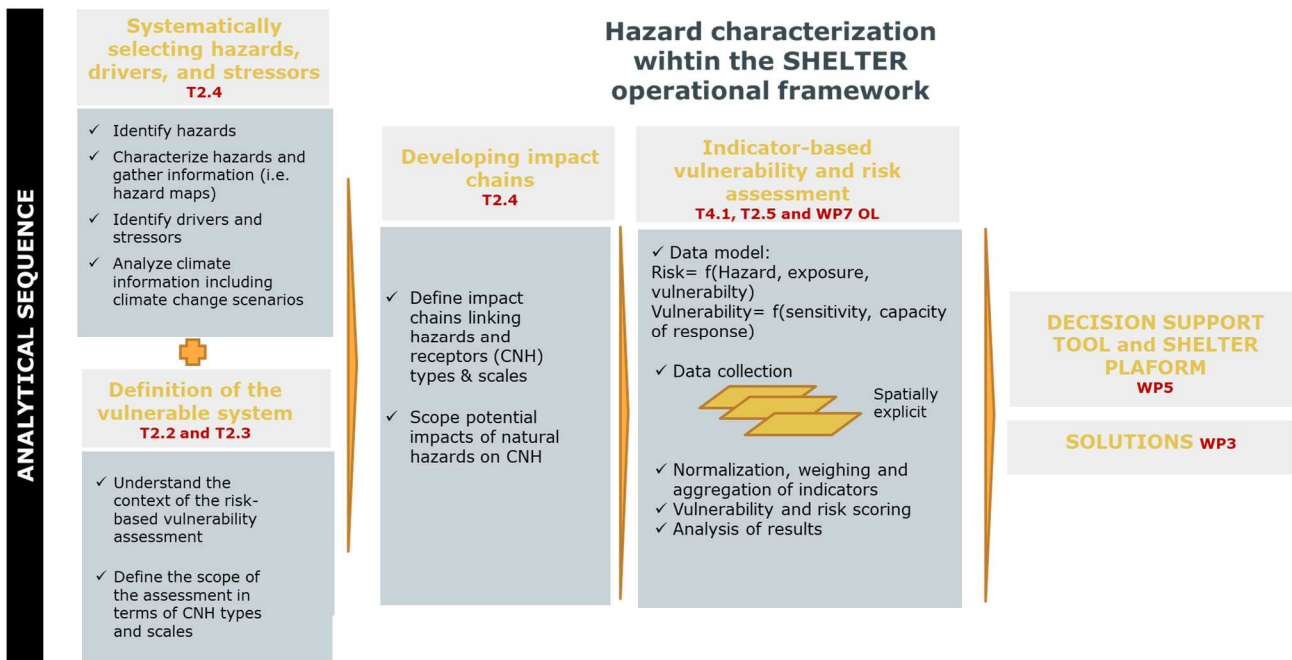 ANALYTICAL SEQUENCE
Hazard characterization
wihtin the SHELTER
operational framework
Systematically
selecting hazards,
drivers, and stressors
T2.4
✓ Identify hazards
✓ Characterize hazards and
gather information (i.e.
hazard maps)
✓ Identify drivers and
stressors
✓ Analyze climate
information including
climate change scenarios
Definition of the
vulnerable system
T2.2 and T2.3
✓ Understand the
context of the risk-
based vulnerability
assessment
✓ Define the scope of
the assessment in
terms of CNH types
and scales
Developing impact
chains
T2.4
✓ Define impact
chains linking
hazards and
receptors (CNH)
types & scales
✓ Scope potential
impacts of natural
hazards on CNH
Indicator-based
vulnerability and risk
assessment
T4.1, T2.5 and WP7 OL
✓ Data model:
Risk= f(Hazard, exposure,
vulnerabilty)
Vulnerability= f(sensitivity, capacity
of response)
✓ Data collection
Spatially
explicit
✓ Normalization, weighing and
aggregation of indicators
✓ Vulnerability and risk scoring
✓ Analysis of results
DECISION SUPPORT
TOOL and SHELTER
PLAFORM
WP5
SOLUTIONS WP3